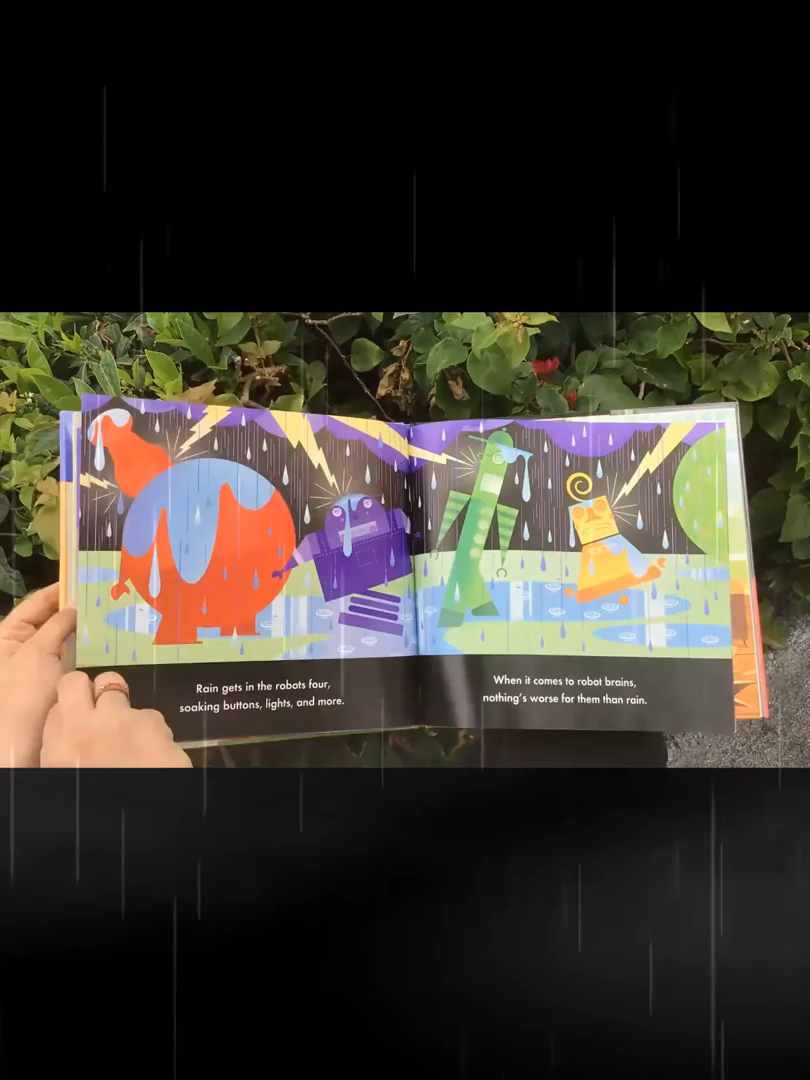 Rain gets in the robots four,
soaking buttons, lights, and more.
When it comes to robot brains,
nothing's worse for them than rain.